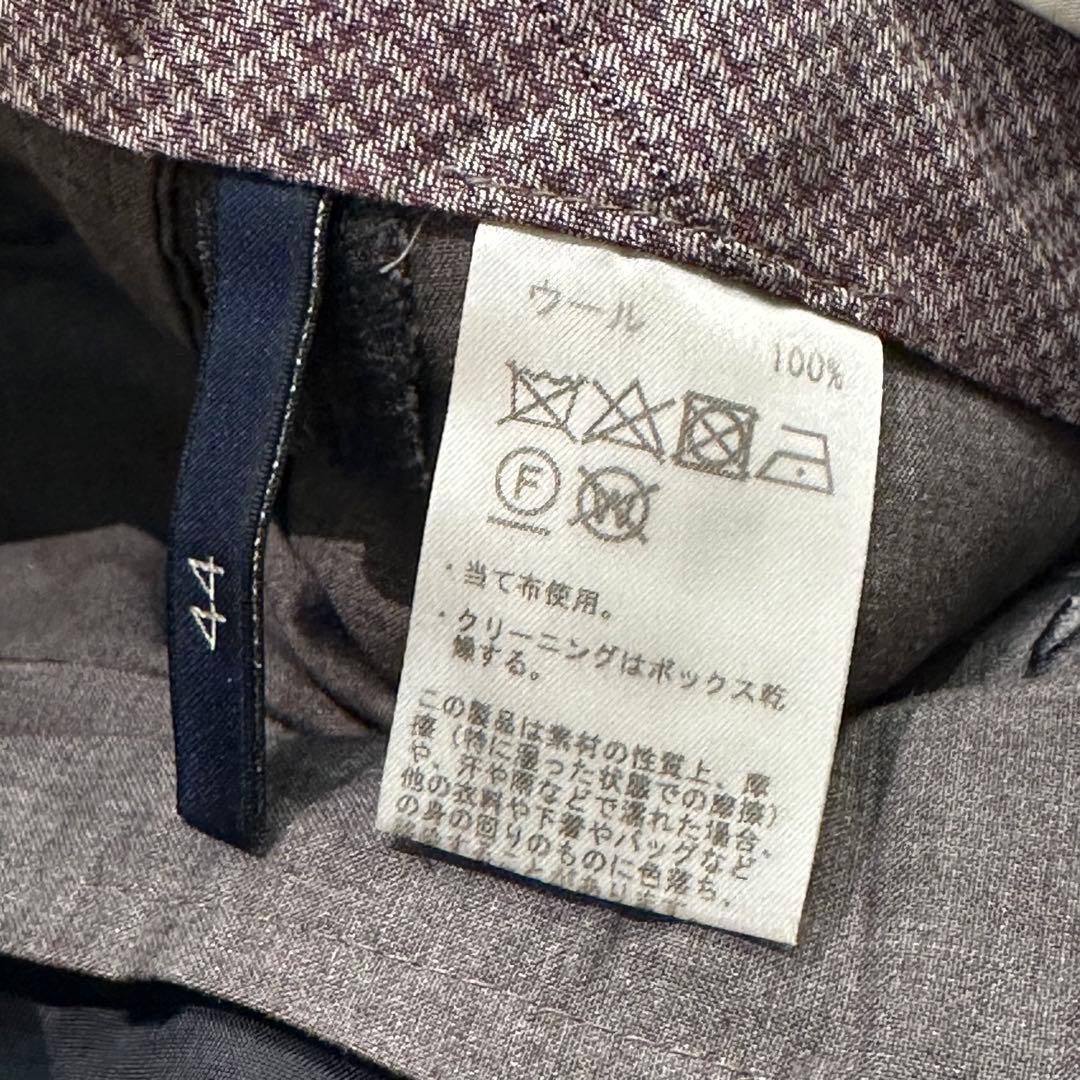 44
ウール
100%
F W
・当て布使用。
・クリーニングはボックス乾
燥する。
この製品は素材の性質上、摩
擦（特に湿った状態での摩擦）
や、汗や雨などで濡れた場合、
他の衣料や下着やバッグなど
の身の回りのものに色落ち、